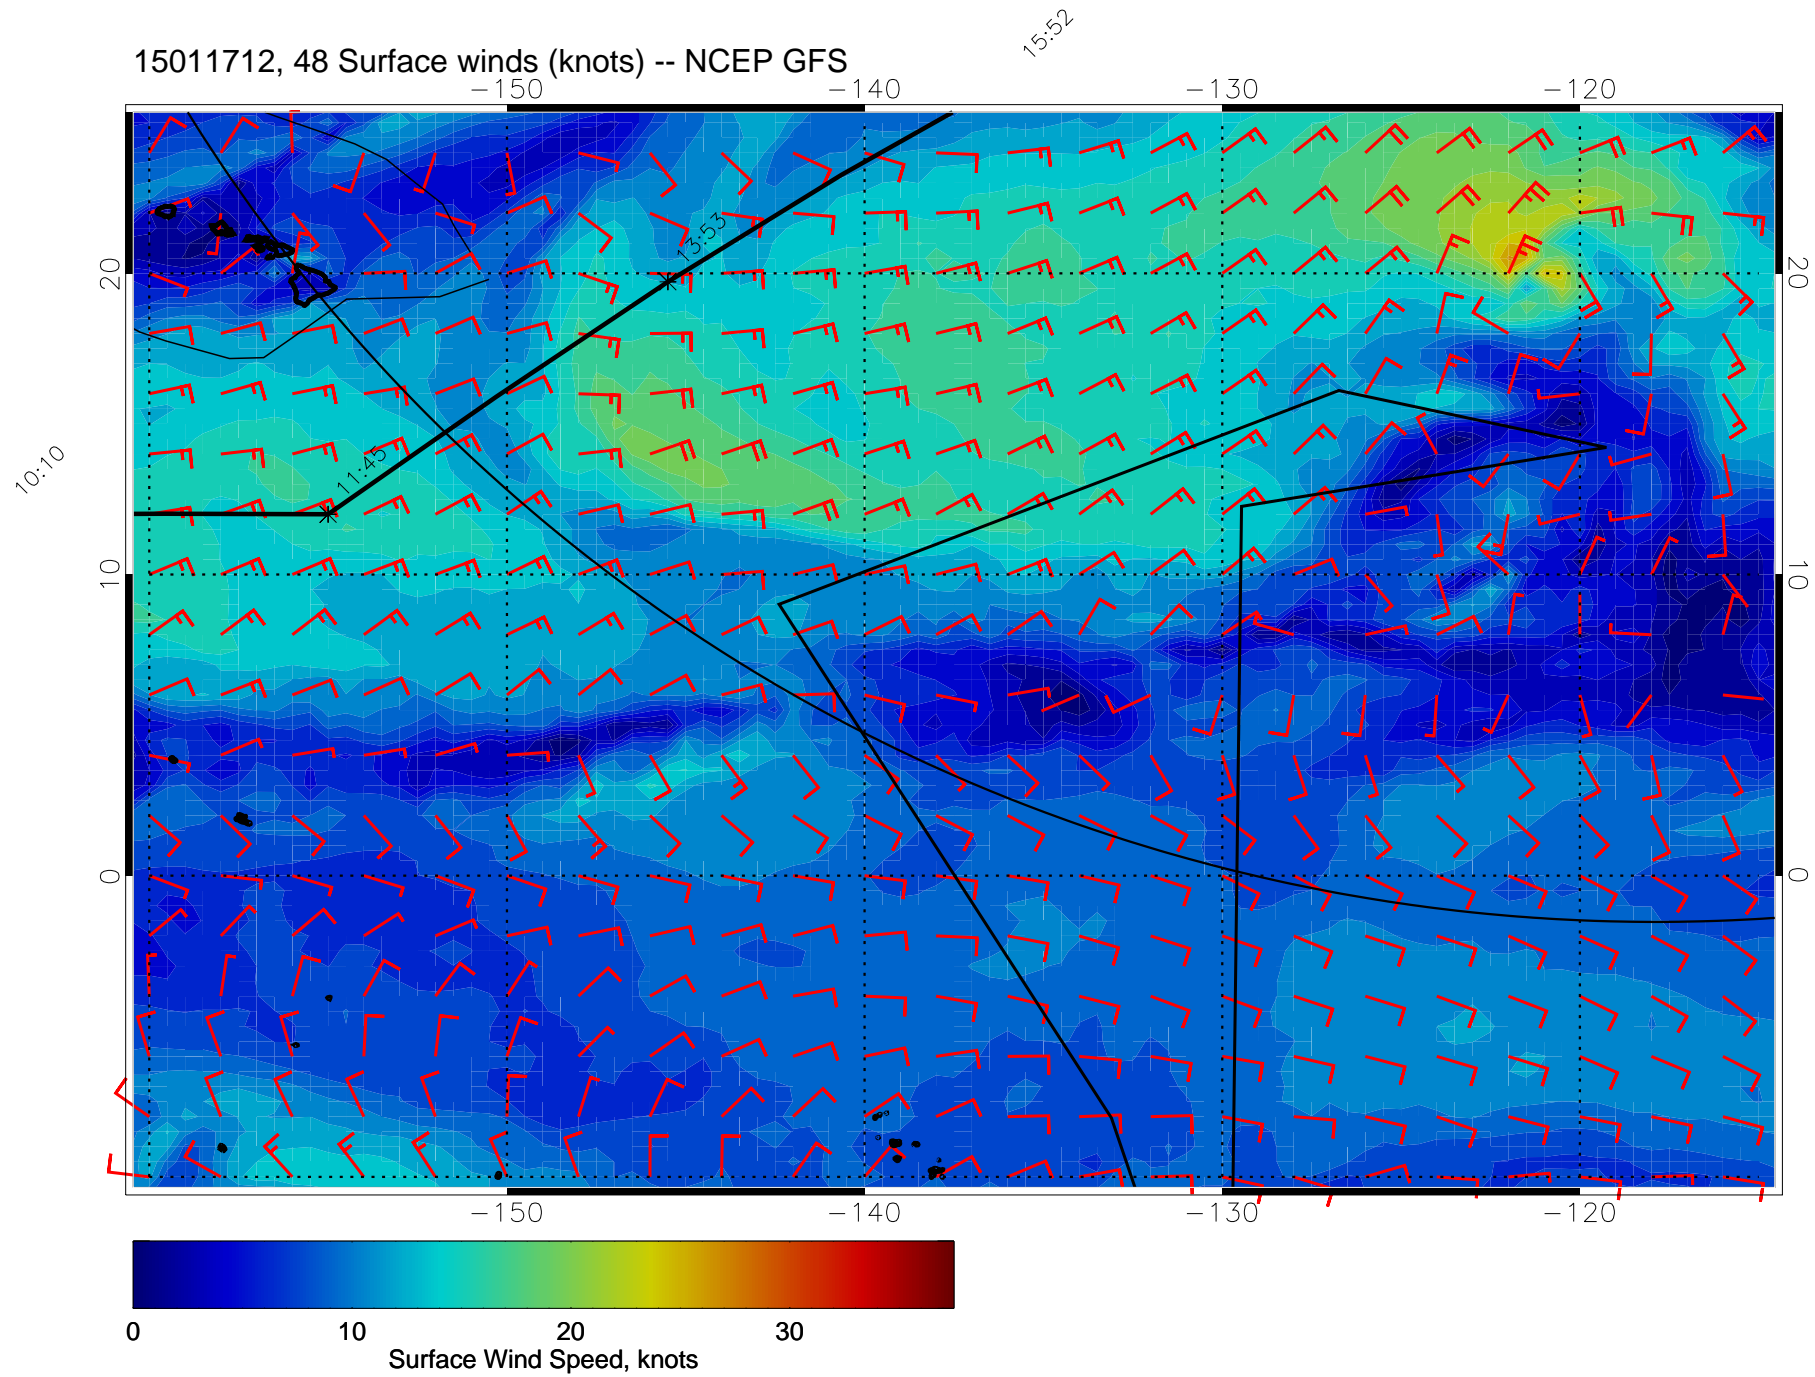 15:52
15011712, 48 Surface winds (knots) -- NCEP GFS
-150 -140 -130 -120
13:53
20 20
11:45
10:10
10 10
0 0
-150 -140 -130 -120
0 10 20 30
Surface Wind Speed, knots